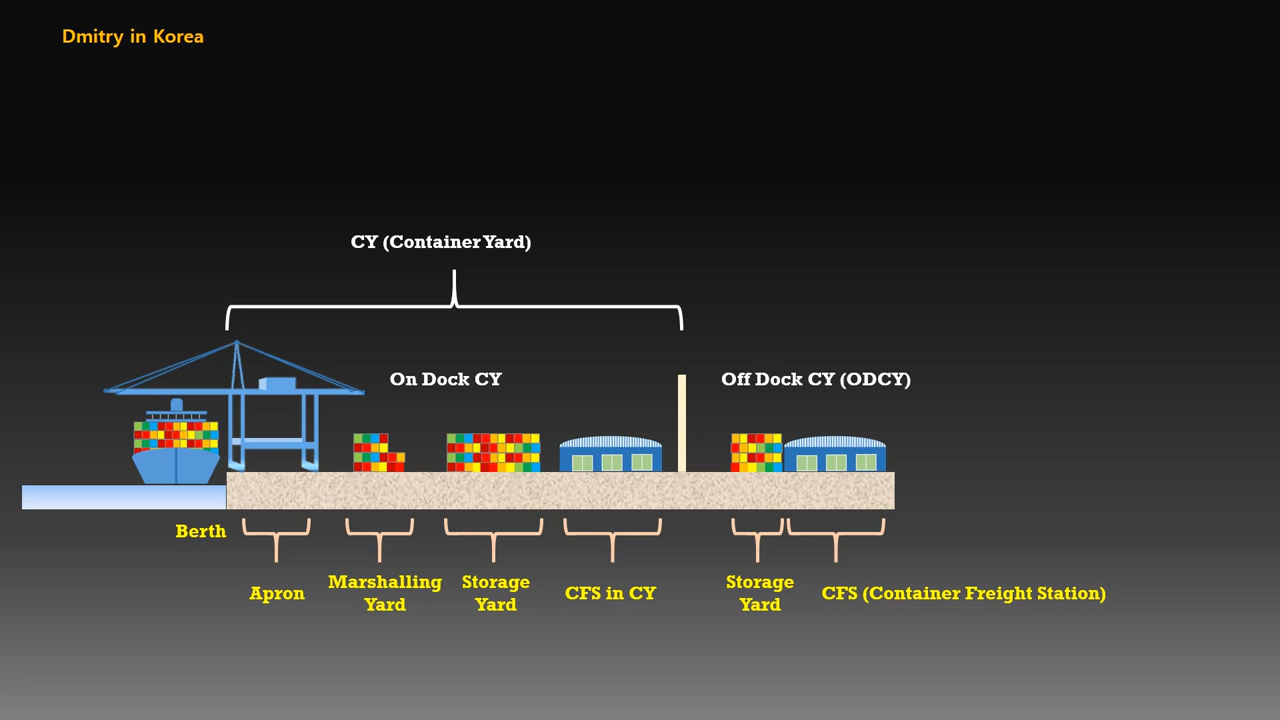 Dmitry in Korea
CY (Container Yard)
On Dock CY
Off Dock CY (ODCY)
Berth
Apron
Marshalling
Yard
Storage
Yard
CFS in CY
Storage
Yard
CFS (Container Freight Station)